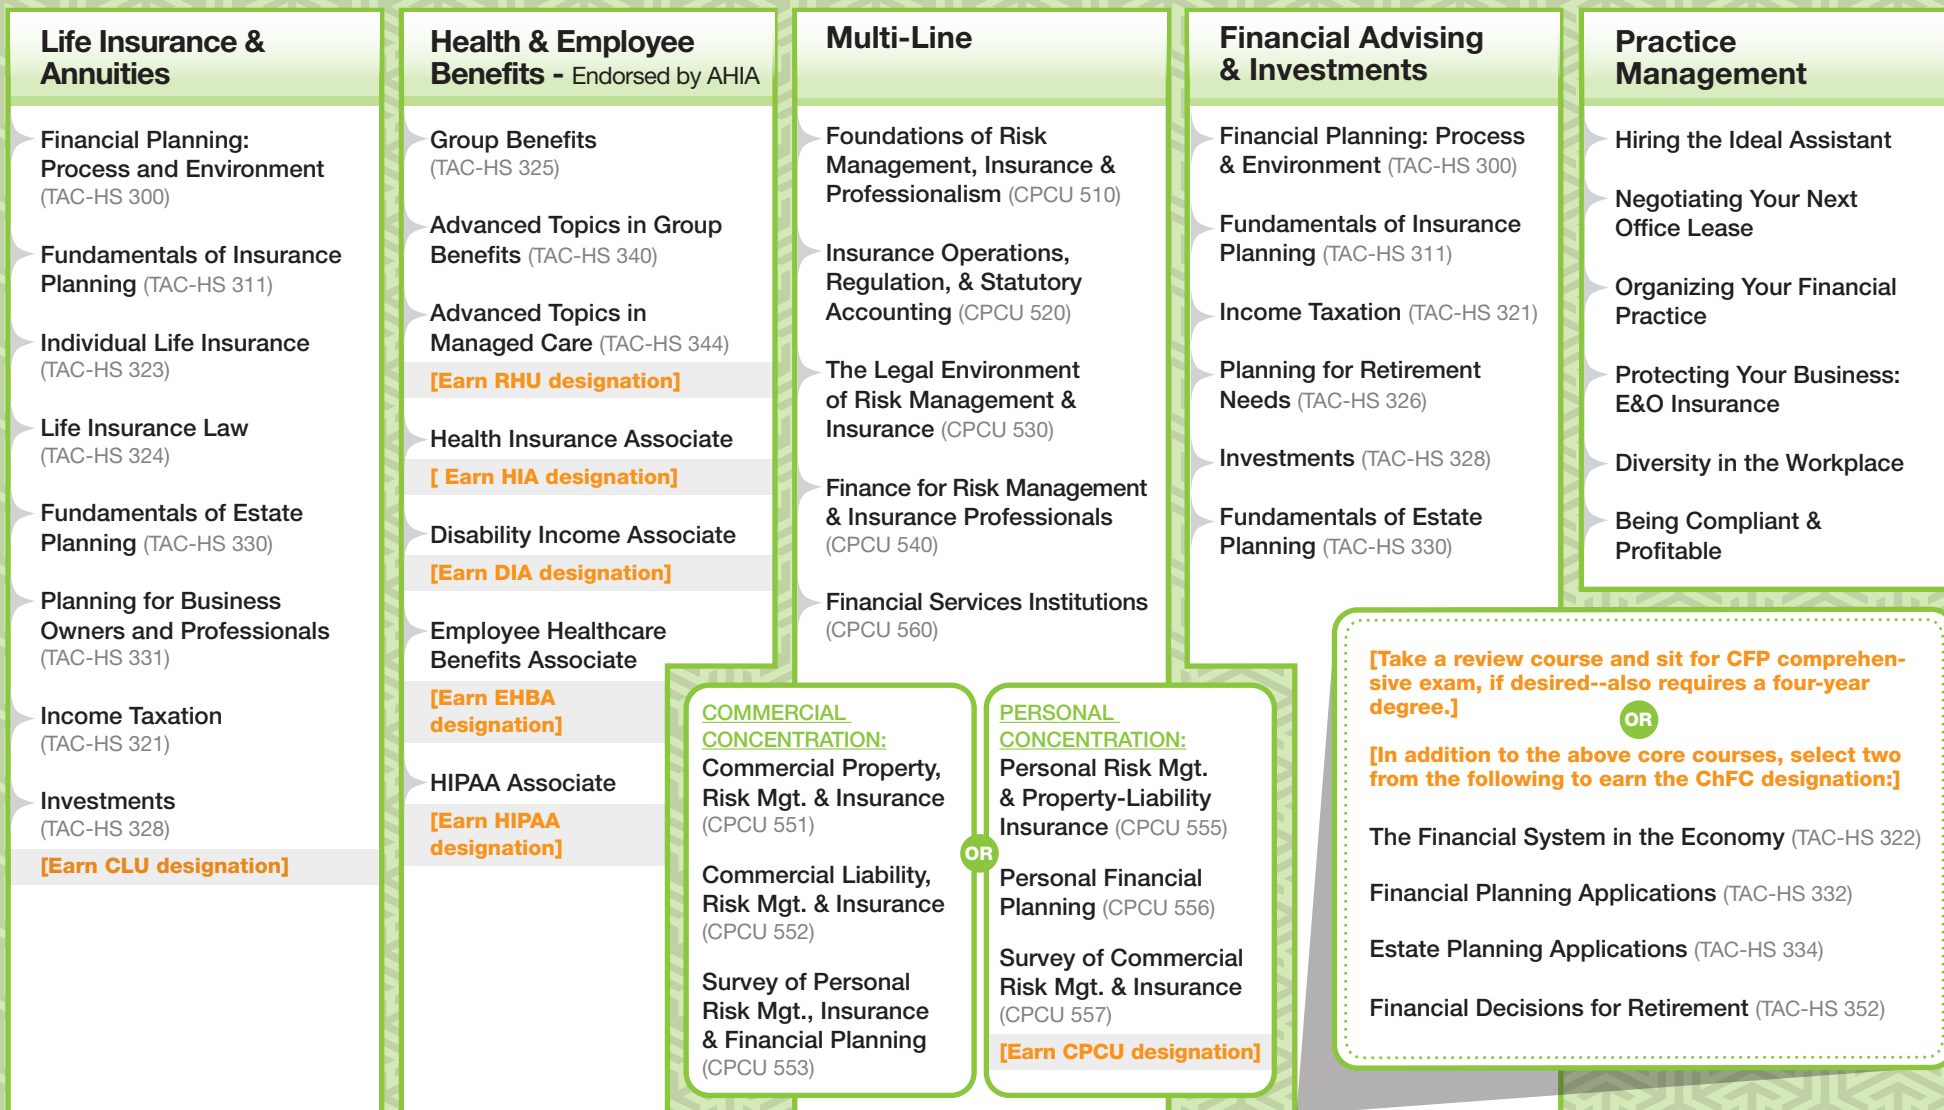 Life Insurance &
Annuities
Financial Planning:
Process and Environment
(TAC-HS 300)
Fundamentals of Insurance
Planning (TAC-HS 311)
Individual Life Insurance
(TAC-HS 323)
Life Insurance Law
(TAC-HS 324)
Fundamentals of Estate
Planning (TAC-HS 330)
Planning for Business
Owners and Professionals
(TAC-HS 331)
Income Taxation
(TAC-HS 321)
Investments
(TAC-HS 328)
[Earn CLU designation]
Health & Employee
Benefits - Endorsed by AHIA
Group Benefits
(TAC-HS 325)
Advanced Topics in Group
Benefits (TAC-HS 340)
Advanced Topics in
Managed Care (TAC-HS 344)
[Earn RHU designation]
Health Insurance Associate
[ Earn HIA designation]
Disability Income Associate
[Earn DIA designation]
Employee Healthcare
Benefits Associate
[Earn EHBA
designation]
HIPAA Associate
[Earn HIPAA
designation]
Multi-Line
Foundations of Risk
Management, Insurance &
Professionalism (CPCU 510)
Insurance Operations,
Regulation, & Statutory
Accounting (CPCU 520)
The Legal Environment
of Risk Management &
Insurance (CPCU 530)
Finance for Risk Management
& Insurance Professionals
(CPCU 540)
Financial Services Institutions
(CPCU 560)
COMMERCIAL
CONCENTRATION:
Commercial Property,
Risk Mgt. & Insurance
(CPCU 551)
Commercial Liability,
Risk Mgt. & Insurance
(CPCU 552)
Survey of Personal
Risk Mgt., Insurance
& Financial Planning
(CPCU 553)
OR
PERSONAL
CONCENTRATION:
Personal Risk Mgt.
& Property-Liability
Insurance (CPCU 555)
Personal Financial
Planning (CPCU 556)
Survey of Commercial
Risk Mgt. & Insurance
(CPCU 557)
[Earn CPCU designation]
Financial Advising
& Investments
Financial Planning: Process
& Environment (TAC-HS 300)
Fundamentals of Insurance
Planning (TAC-HS 311)
Income Taxation (TAC-HS 321)
Planning for Retirement
Needs (TAC-HS 326)
Investments (TAC-HS 328)
Fundamentals of Estate
Planning (TAC-HS 330)
[Take a review course and sit for CFP comprehen-
sive exam, if desired--also requires a four-year
degree.]
OR
[In addition to the above core courses, select two
from the following to earn the ChFC designation:]
The Financial System in the Economy (TAC-HS 322)
Financial Planning Applications (TAC-HS 332)
Estate Planning Applications (TAC-HS 334)
Financial Decisions for Retirement (TAC-HS 352)
Practice
Management
Hiring the Ideal Assistant
Negotiating Your Next
Office Lease
Organizing Your Financial
Practice
Protecting Your Business:
E&O Insurance
Diversity in the Workplace
Being Compliant &
Profitable